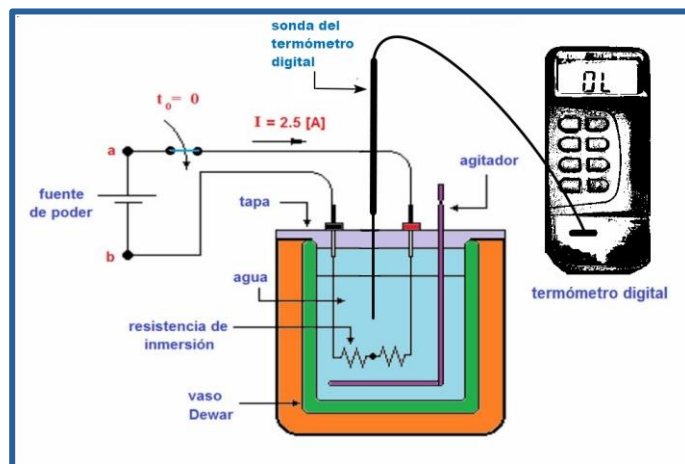 sonda del
termómetro
digital
OL
t₀ = 0
I = 2.5 [A]
a
agitador
fuente
de poder
tapa
b
agua
termómetro digital
resistencia de
inmersión
vaso
Dewar